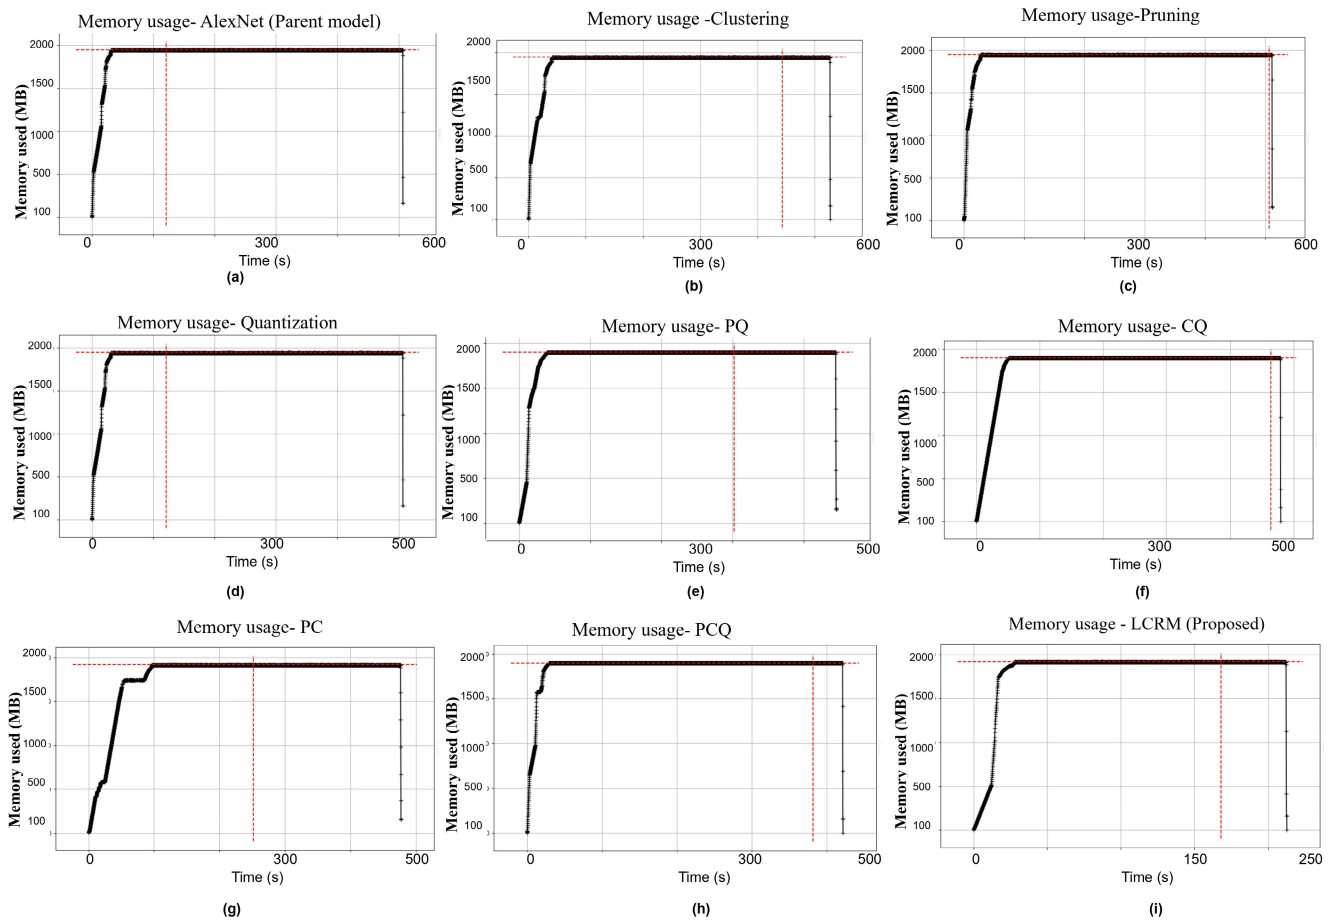 Memory usage- AlexNet (Parent model)
Memory used (MB)
2000
1500
1000
500
100
0
300
600
Time (s)
(a)
Memory usage -Clustering
Memory used (MB)
2000
1500
1000
500
100
0
300
600
Time (s)
(b)
Memory usage-Pruning
Memory used (MB)
2000
1500
1000
500
100
0
300
600
Time (s)
(c)
Memory usage- Quantization
Memory used (MB)
2000
1500
1000
500
100
0
300
500
Time (s)
(d)
Memory usage- PQ
Memory used (MB)
2000
1500
1000
500
100
0
300
500
Time (s)
(e)
Memory usage- CQ
Memory used (MB)
2000
1500
1000
500
100
0
300
500
Time (s)
(f)
Memory usage- PC
Memory used (MB)
2000
1500
1000
500
100
0
300
500
Time (s)
(g)
Memory usage- PCQ
Memory used (MB)
2000
1500
1000
500
100
0
300
500
Time (s)
(h)
Memory usage - LCRM (Proposed)
Memory used (MB)
2000
1500
1000
500
100
0
150
250
Time (s)
(i)